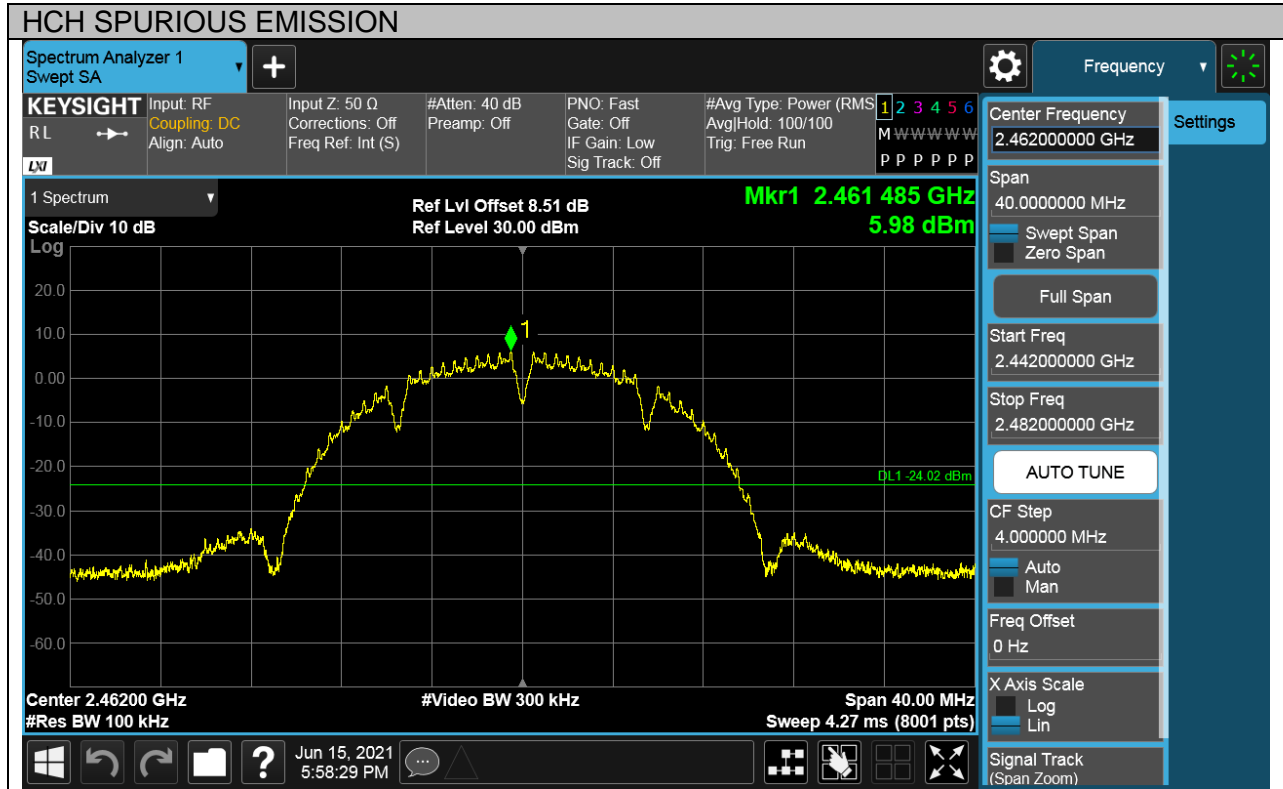 HCH SPURIOUS EMISSION
Spectrum Analyzer 1
Swept SA
Frequency
KEYSIGHT
R L
LXI
Input: RF
Coupling: DC
Align: Auto
Input Z: 50 Ω
Corrections: Off
Freq Ref: Int (S)
#Atten: 40 dB
Preamp: Off
PNO: Fast
Gate: Off
IF Gain: Low
Sig Track: Off
#Avg Type: Power (RMS
Avg|Hold: 100/100
Trig: Free Run
1 2 3 4 5 6
M W W W W W
P P P P P P
1 Spectrum
Scale/Div 10 dB
Ref Lvl Offset 8.51 dB
Ref Level 30.00 dBm
Mkr1 2.461 485 GHz
5.98 dBm
Log
20.0
10.0
0.00
-10.0
-20.0
-30.0
-40.0
-50.0
-60.0
1
DL1 -24.02 dBm
Center 2.46200 GHz
#Video BW 300 kHz
Span 40.00 MHz
#Res BW 100 kHz
Sweep 4.27 ms (8001 pts)
Center Frequency
2.462000000 GHz
Settings
Span
40.0000000 MHz
Swept Span
Zero Span
Full Span
Start Freq
2.442000000 GHz
Stop Freq
2.482000000 GHz
AUTO TUNE
CF Step
4.000000 MHz
Auto
Man
Freq Offset
0 Hz
X Axis Scale
Log
Lin
Signal Track
(Span Zoom)
?
Jun 15, 2021
5:58:29 PM